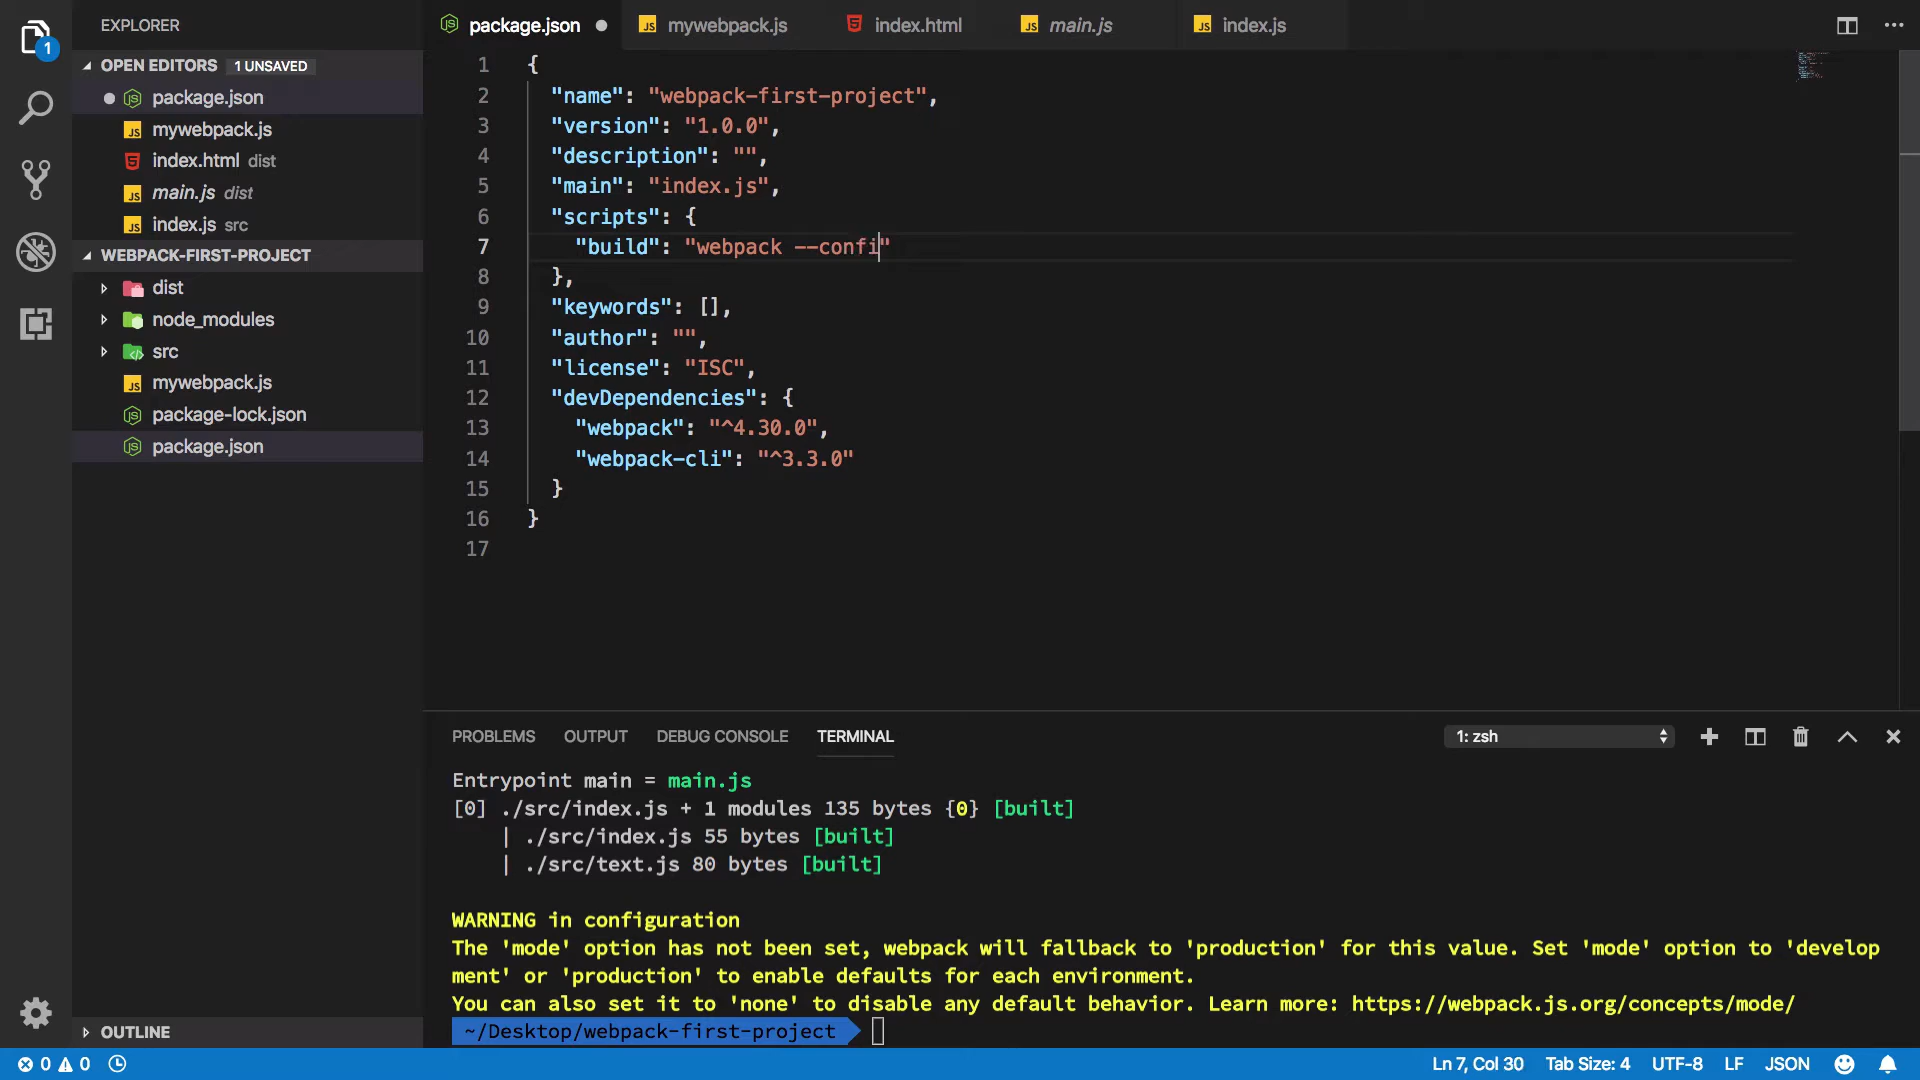 EXPLORER
1
OPEN EDITORS 1 UNSAVED
package.json
mywebpack.js
index.html dist
main.js dist
index.js src
WEBPACK-FIRST-PROJECT
dist
node_modules
src
mywebpack.js
package-lock.json
package.json
OUTLINE
package.json mywebpack.js index.html main.js index.js
1 {
2 "name": "webpack-first-project",
3 "version": "1.0.0",
4 "description": "",
5 "main": "index.js",
6 "scripts": {
7 "build": "webpack --confi"
8 },
9 "keywords": [],
10 "author": "",
11 "license": "ISC",
12 "devDependencies": {
13 "webpack": "^4.30.0",
14 "webpack-cli": "^3.3.0"
15 }
16 }
17
PROBLEMS OUTPUT DEBUG CONSOLE TERMINAL 1: zsh
Entrypoint main = main.js
[0] ./src/index.js + 1 modules 135 bytes {0} [built]
| ./src/index.js 55 bytes [built]
| ./src/text.js 80 bytes [built]
WARNING in configuration
The 'mode' option has not been set, webpack will fallback to 'production' for this value. Set 'mode' option to 'develop
ment' or 'production' to enable defaults for each environment.
You can also set it to 'none' to disable any default behavior. Learn more: https://webpack.js.org/concepts/mode/
~/Desktop/webpack-first-project
0 0 Ln 7, Col 30 Tab Size: 4 UTF-8 LF JSON